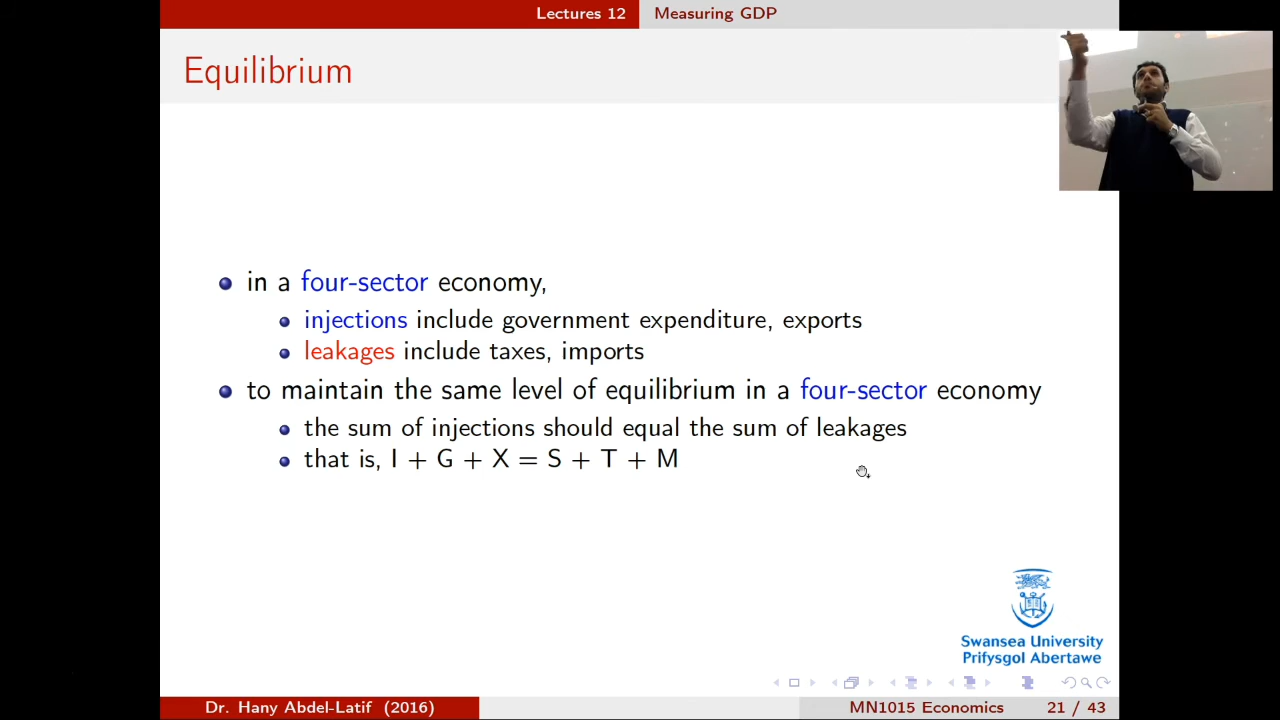 Lectures 12 Measuring GDP
Equilibrium
in a four-sector economy,
injections include government expenditure, exports
leakages include taxes, imports
to maintain the same level of equilibrium in a four-sector economy
the sum of injections should equal the sum of leakages
that is, I + G + X = S + T + M
Swansea University
Prifysgol Abertawe
Dr. Hany Abdel-Latif (2016) MN1015 Economics 21 / 43